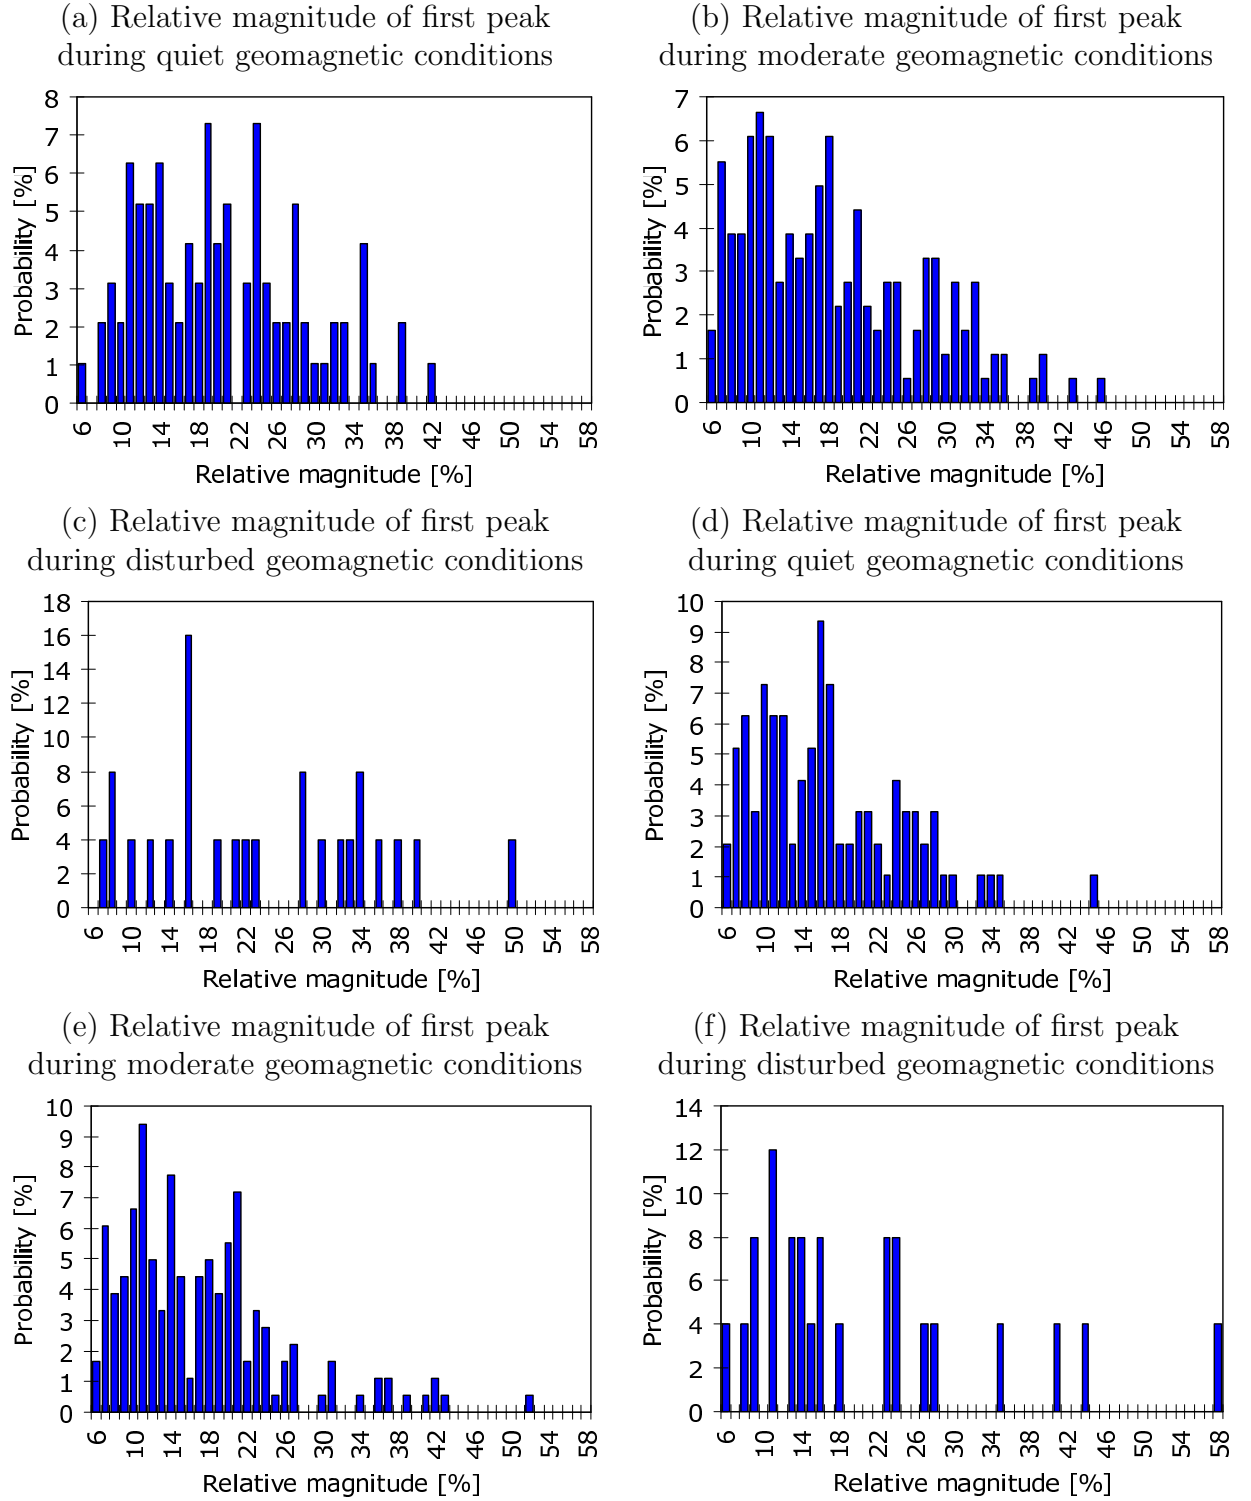 (a) Relative magnitude of first peak
during quiet geomagnetic conditions
8
7
6
5
4
3
2
1
0
Probability [%]
6 10 14 18 22 26 30 34 38 42 46 50 54 58
Relative magnitude [%]
(b) Relative magnitude of first peak
during moderate geomagnetic conditions
7
6
5
4
3
2
1
0
Probability [%]
6 10 14 18 22 26 30 34 38 42 46 50 54 58
Relative magnitude [%]
(c) Relative magnitude of first peak
during disturbed geomagnetic conditions
18
16
14
12
10
8
6
4
2
0
Probability [%]
6 10 14 18 22 26 30 34 38 42 46 50 54 58
Relative magnitude [%]
(d) Relative magnitude of first peak
during quiet geomagnetic conditions
10
9
8
7
6
5
4
3
2
1
0
Probability [%]
6 10 14 18 22 26 30 34 38 42 46 50 54 58
Relative magnitude [%]
(e) Relative magnitude of first peak
during moderate geomagnetic conditions
10
9
8
7
6
5
4
3
2
1
0
Probability [%]
6 10 14 18 22 26 30 34 38 42 46 50 54 58
Relative magnitude [%]
(f) Relative magnitude of first peak
during disturbed geomagnetic conditions
14
12
10
8
6
4
2
0
Probability [%]
6 10 14 18 22 26 30 34 38 42 46 50 54 58
Relative magnitude [%]